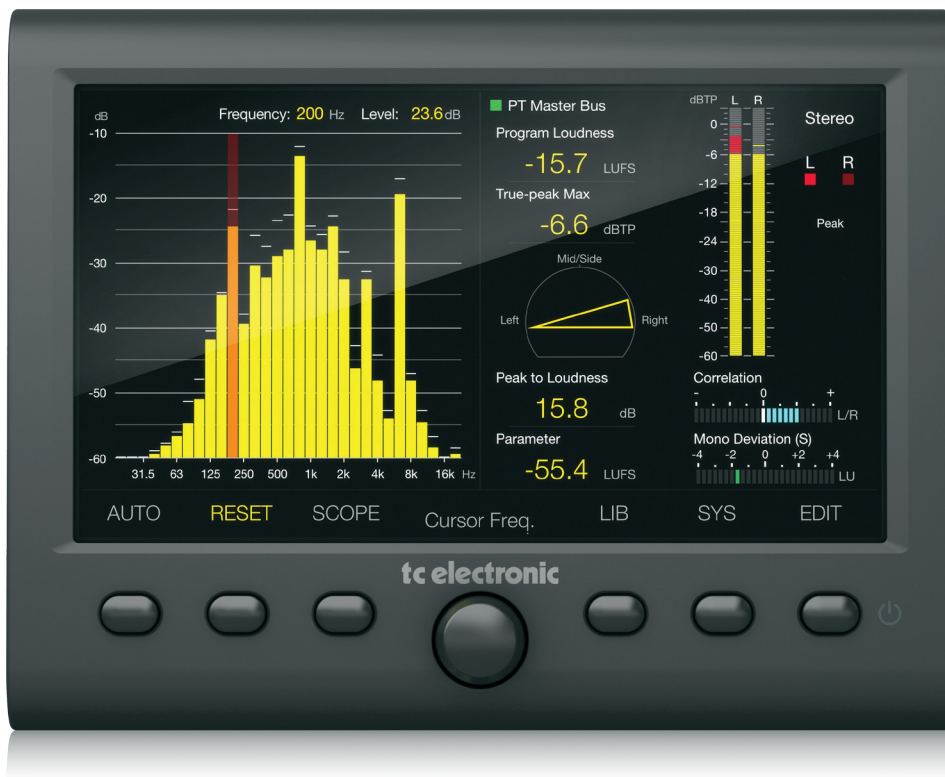 dB
Frequency: 200 Hz Level: 23.6 dB
-10
-20
-30
-40
-50
-60
31.5 63 125 250 500 1k 2k 4k 8k 16k Hz
PT Master Bus
Program Loudness
-15.7 LUFS
True-peak Max
-6.6 dBTP
Mid/Side
Left
Right
Peak to Loudness
15.8 dB
Parameter
-55.4 LUFS
dBTP L R
0
-6
-12
-18
-24
-30
-40
-50
-60
Stereo
L R
Peak
Correlation
- 0 +
L/R
Mono Deviation (S)
-4 -2 0 +2 +4
LU
AUTO RESET SCOPE Cursor Freq. LIB SYS EDIT
tc electronic